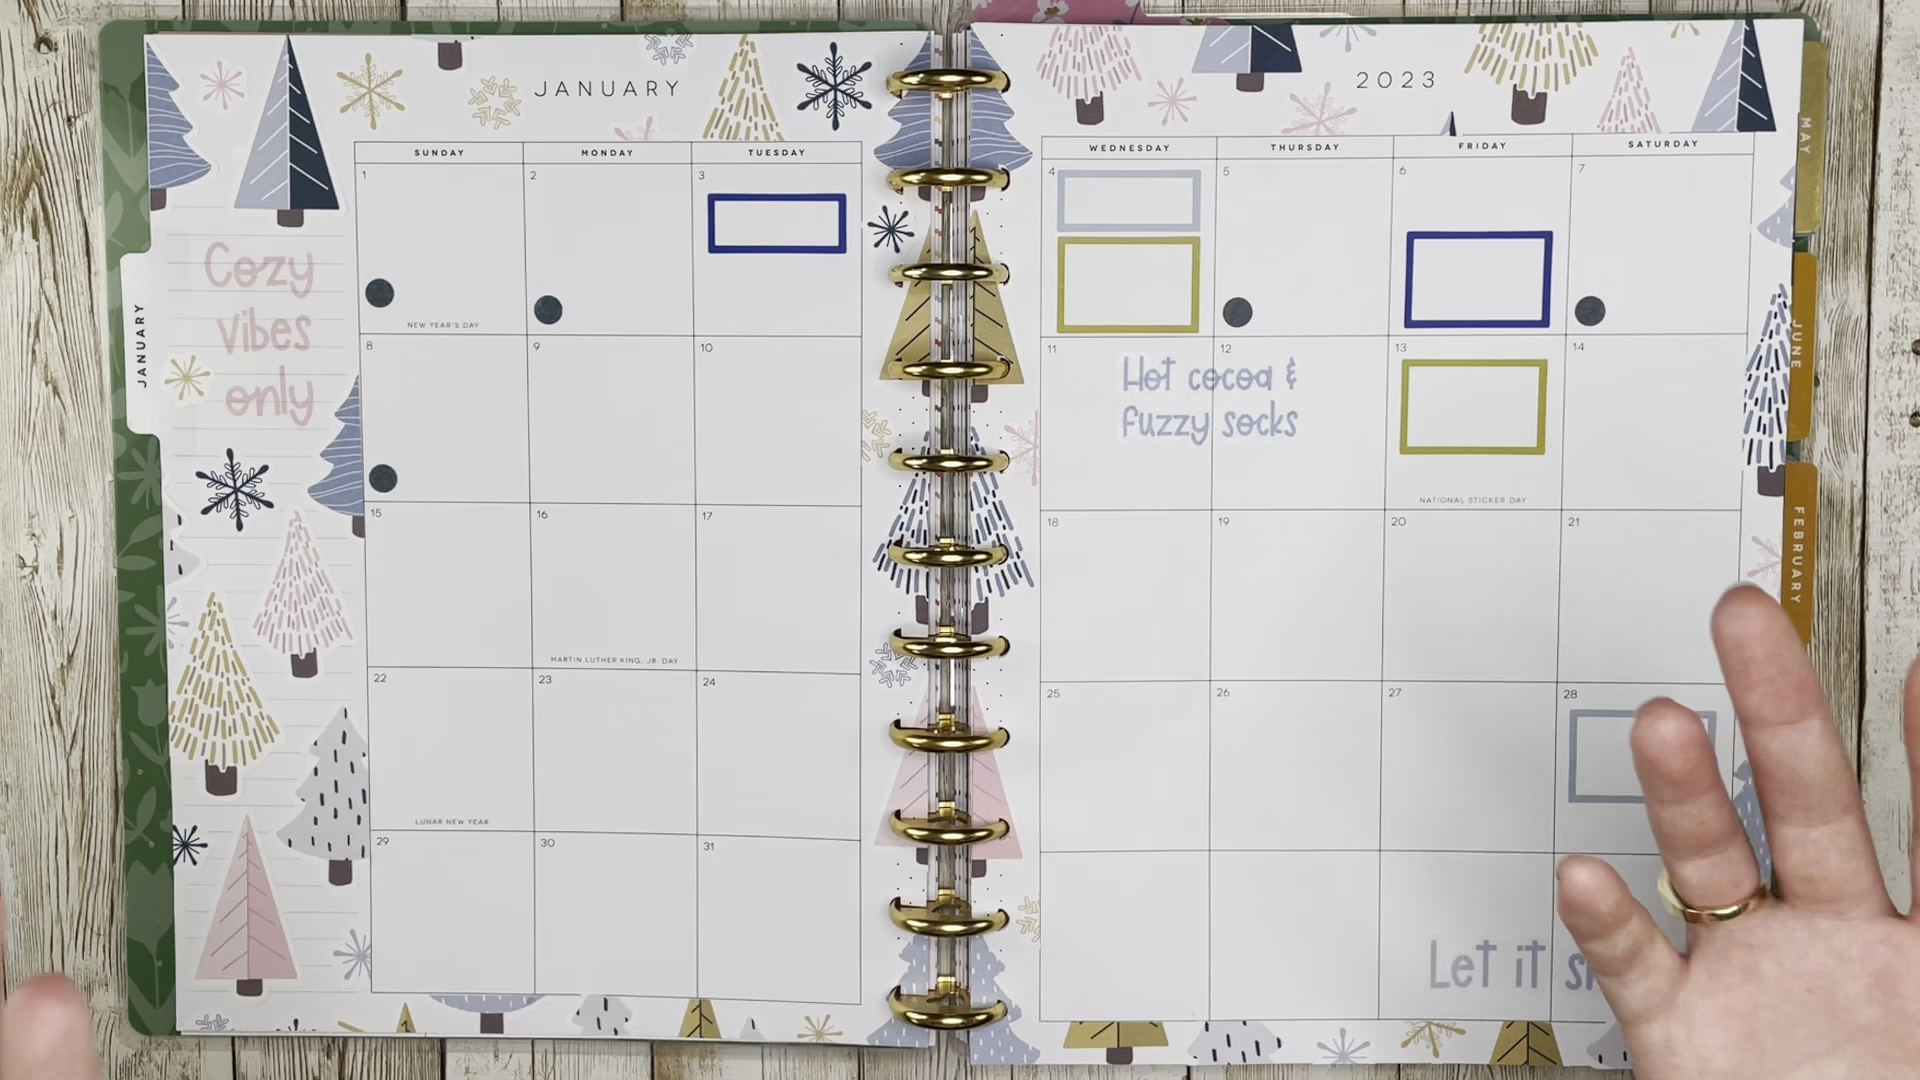 JANUARY
2023
SUNDAY MONDAY TUESDAY
WEDNESDAY THURSDAY FRIDAY SATURDAY
1 2 3
4 5 6 7
NEW YEAR'S DAY
Cozy
vibes
only
JANUARY
8 9 10
11 12 13 14
Hot cocoa &
fuzzy socks
NATIONAL STICKER DAY
15 16 17
18 19 20 21
MARTIN LUTHER KING, JR. DAY
22 23 24
25 26 27 28
LUNAR NEW YEAR
29 30 31
Let it
MAY
JUNE
FEBRUARY